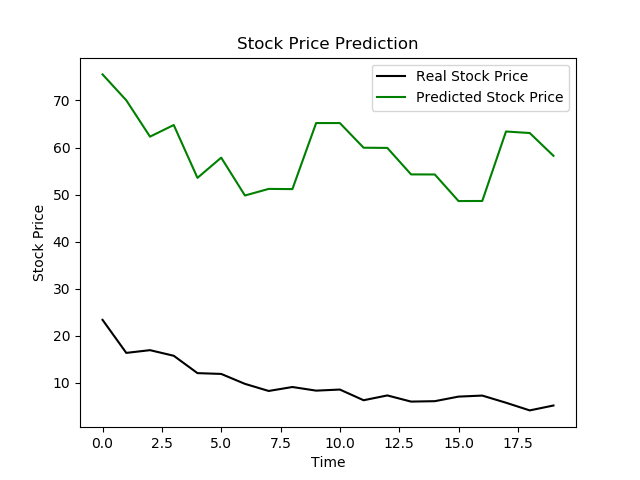 Stock Price Prediction
Real Stock Price
Predicted Stock Price
Stock Price
70
60
50
40
30
20
10
0.0 2.5 5.0 7.5 10.0 12.5 15.0 17.5
Time